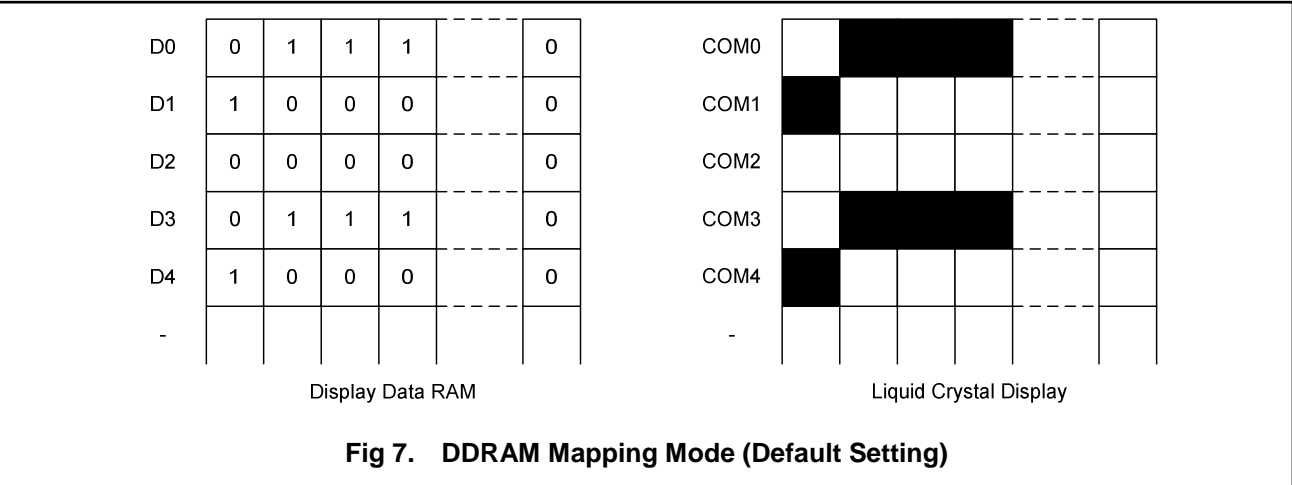 D0 0 1 1 1 0 COM0
D1 1 0 0 0 0 COM1
D2 0 0 0 0 0 COM2
D3 0 1 1 1 0 COM3
D4 1 0 0 0 0 COM4
- -
Display Data RAM Liquid Crystal Display
Fig 7. DDRAM Mapping Mode (Default Setting)